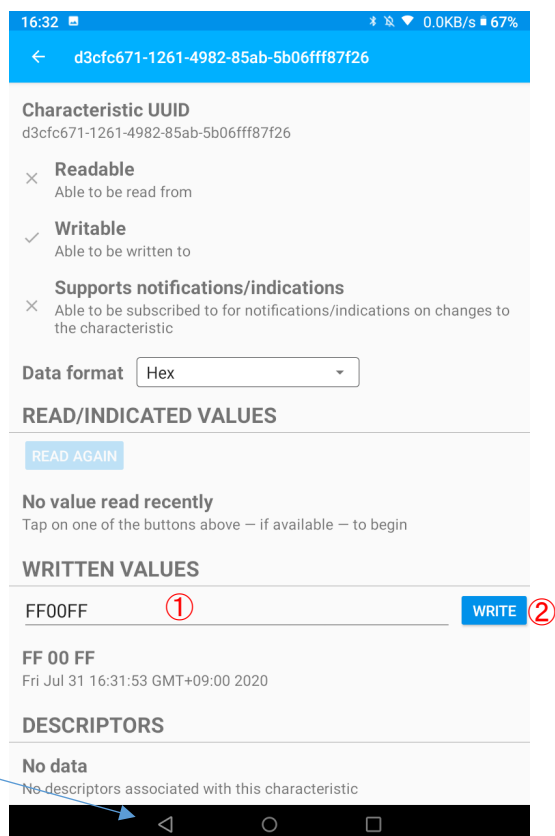 16:32 0.0KB/s 67%
d3cfc671-1261-4982-85ab-5b06fff87f26
Characteristic UUID
d3cfc671-1261-4982-85ab-5b06fff87f26
Readable
Able to be read from
Writable
Able to be written to
Supports notifications/indications
Able to be subscribed to for notifications/indications on changes to
the characteristic
Data format Hex
READ/INDICATED VALUES
READ AGAIN
No value read recently
Tap on one of the buttons above — if available — to begin
WRITTEN VALUES
FF00FF ① WRITE ②
FF 00 FF
Fri Jul 31 16:31:53 GMT+09:00 2020
DESCRIPTORS
No data
No descriptors associated with this characteristic